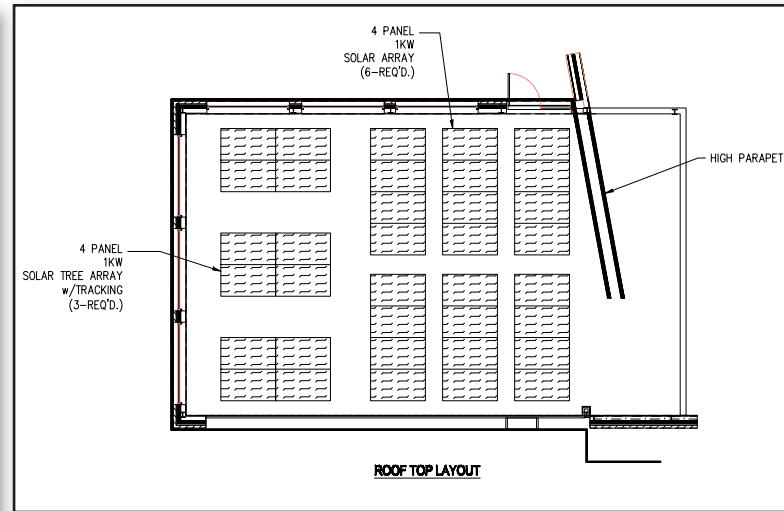 4 PANEL
1KW
SOLAR ARRAY
(6-REQ'D.)
HIGH PARAPET
4 PANEL
1KW
SOLAR TREE ARRAY
w/TRACKING
(3-REQ'D.)
ROOF TOP LAYOUT